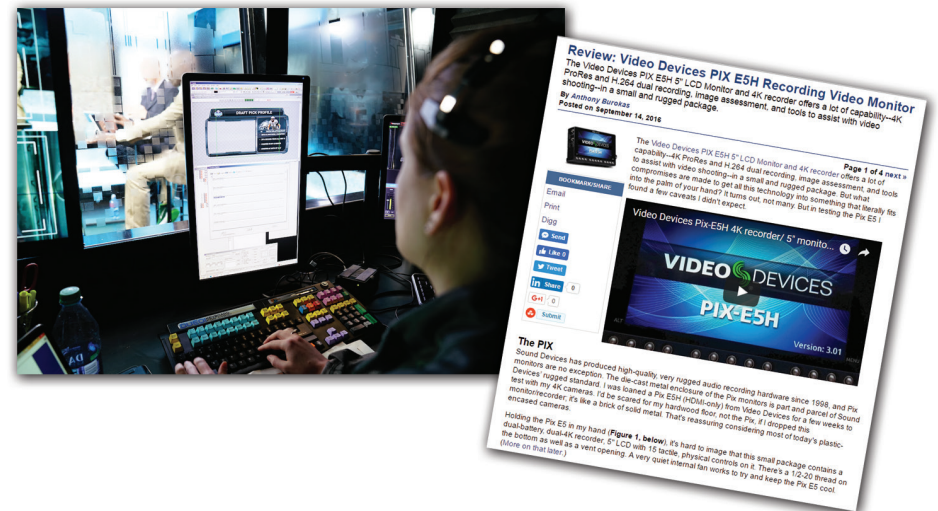 DRAFT PICK PROFILE
Review: Video Devices PIX E5H Recording Video Monitor
The Video Devices PIX E5H 5" LCD Monitor and 4K recorder offers a lot of capability--4K
ProRes and H.264 dual recording, image assessment, and tools to assist with video
shooting--in a small and rugged package.
By Anthony Burokas
Posted on September 14, 2016
Page 1 of 4 next »
The Video Devices PIX E5H 5" LCD Monitor and 4K recorder offers a lot of
capability--4K ProRes and H.264 dual recording, image assessment, and tools
to assist with video shooting--in a small and rugged package. But what
compromises are made to get all this technology into something that literally fits
into the palm of your hand? It turns out, not many. But in testing the Pix E5 I
found a few caveats I didn't expect.
BOOKMARK/SHARE
Email
Print
Digg
Send
Like 0
Tweet
in Share 8
G+1 0
Submit
Video Devices Pix-E5H 4K recorder/ 5" monito...
VIDEO DEVICES
PIX-E5H
Version: 3.01
The PIX
Sound Devices has produced high-quality, very rugged audio recording hardware since 1998, and Pix
monitors are no exception. The die-cast metal enclosure of the Pix monitors is part and parcel of Sound
Devices' rugged standard. I was loaned a Pix E5H (HDMI-only) from Video Devices for a few weeks to
test with my 4K cameras. I'd be scared for my hardwood floor, not the Pix, if I dropped this
monitor/recorder; it's like a brick of solid metal. That's reassuring considering most of today's plastic-
encased cameras.
Holding the Pix E5 in my hand (Figure 1, below), it's hard to image that this small package contains a
dual-battery, dual-4K recorder, 5" LCD with 15 tactile, physical controls on it. There's a 1/2-20 thread on
the bottom as well as a vent opening. A very quiet internal fan works to try and keep the Pix E5 cool.
(More on that later.)